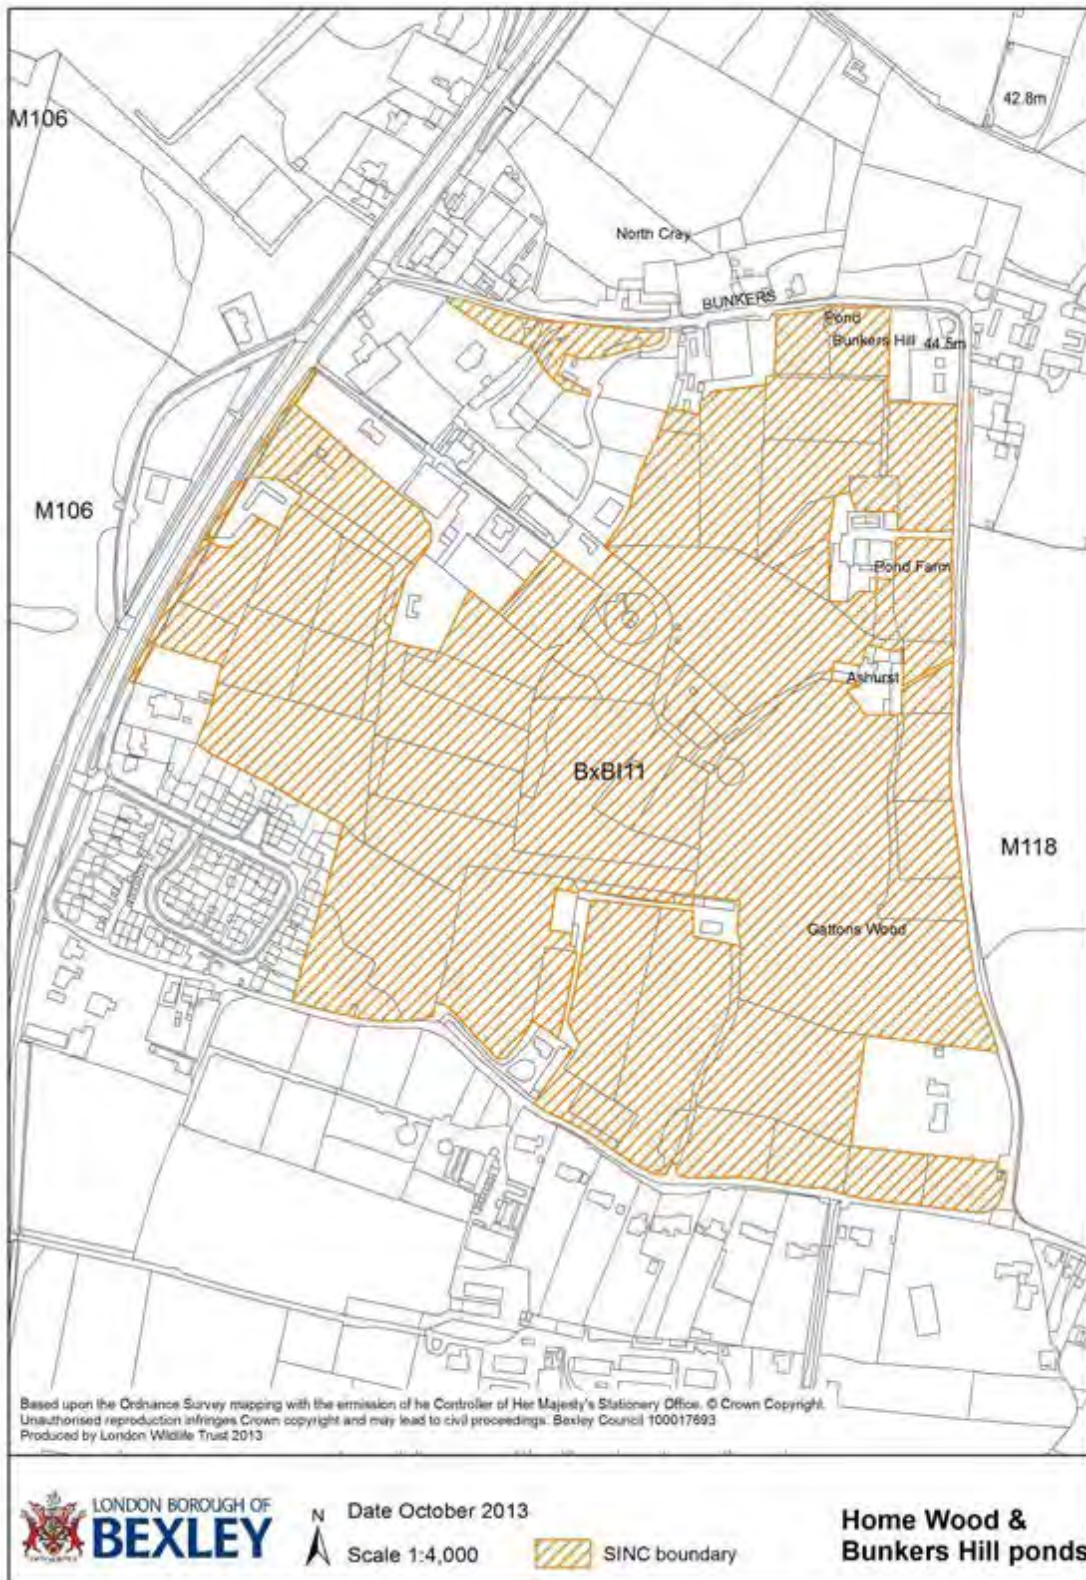 42.8m
M106
North Cray
BUNKERS
Pond
Bunkers Hill 44.5m
M106
Pond Farm
Ashurst
BxBI11
M118
Gattons Wood
Based upon the Ordnance Survey mapping with the ermission of he Controller of Her Majesty's Stationery Office. © Crown Copyright.
Unauthorised reproduction infringes Crown copyright and may lead to civil proceedings. Bexley Council 100017693
Produced by London Wildlife Trust 2013
LONDON BOROUGH OF
BEXLEY
N
Date October 2013
Scale 1:4,000
SINC boundary
Home Wood &
Bunkers Hill ponds